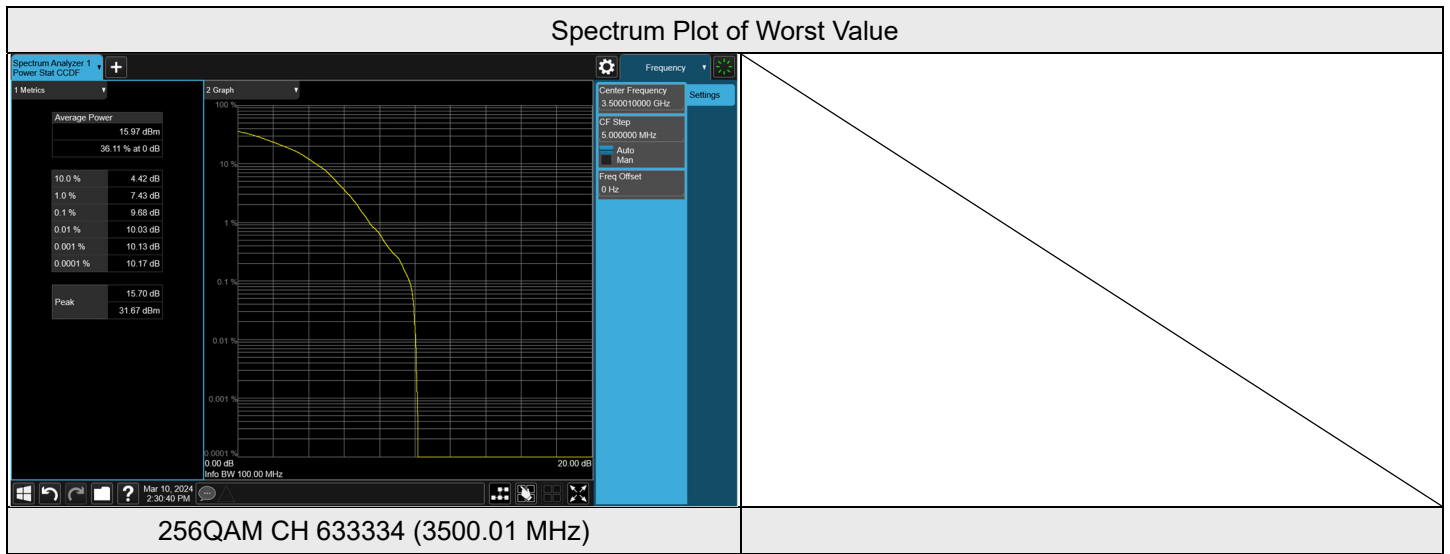 Spectrum Plot of Worst Value
Spectrum Analyzer 1
Power Stat CCDF
Frequency
1 Metrics
2 Graph
Center Frequency
3.500010000 GHz
Settings
CF Step
5.000000 MHz
Auto
Man
Freq Offset
0 Hz
Average Power
15.97 dBm
36.11 % at 0 dB
10.0 % 4.42 dB
1.0 % 7.43 dB
0.1 % 9.68 dB
0.01 % 10.03 dB
0.001 % 10.13 dB
0.0001 % 10.17 dB
Peak 15.70 dB
31.67 dBm
100 %
10 %
1 %
0.1 %
0.01 %
0.001 %
0.0001 %
0.00 dB 20.00 dB
Info BW 100.00 MHz
Mar 10, 2024
2:30:40 PM
256QAM CH 633334 (3500.01 MHz)